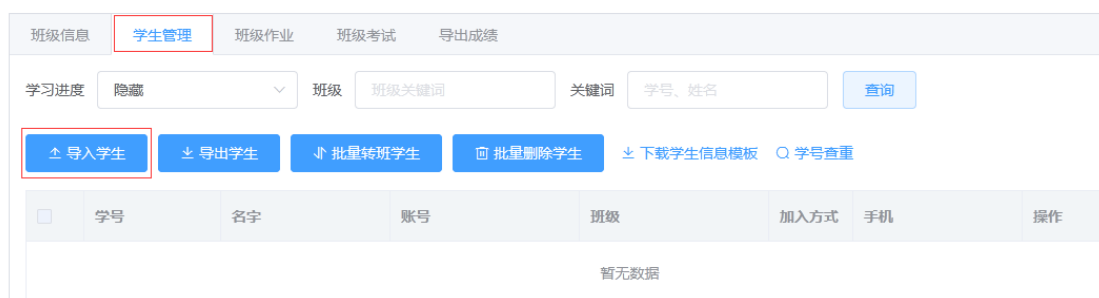 班级信息 学生管理 班级作业 班级考试 导出成绩
学习进度 隐藏 班级 班级关键词 关键词 学号、姓名 查询
导入学生 导出学生 批量转班学生 批量删除学生 下载学生信息模板 学号查重
学号 名字 账号 班级 加入方式 手机 操作
暂无数据